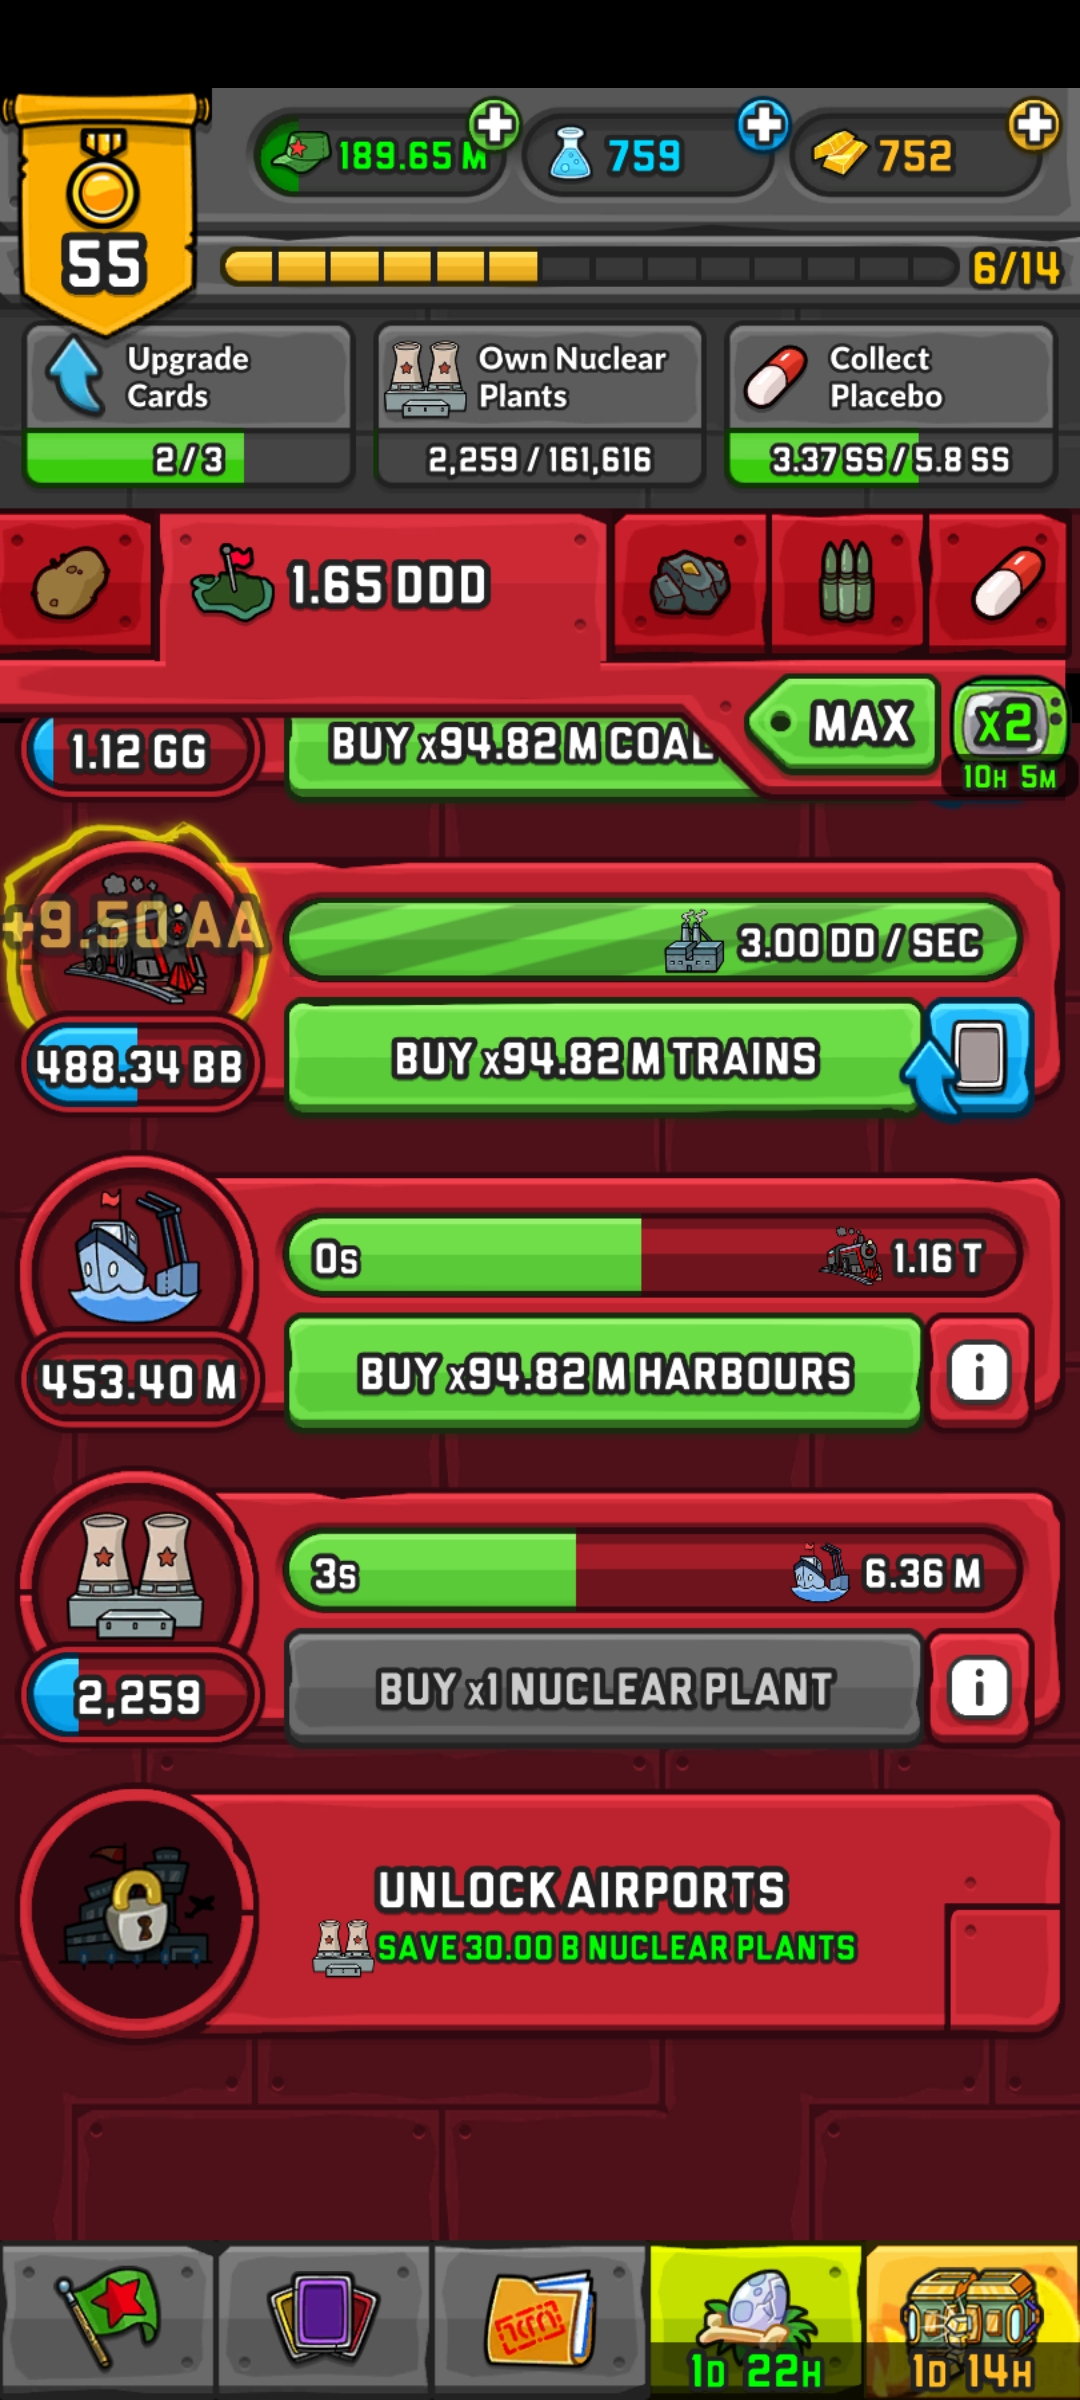 189.65 M
759
752
55
6/14
Upgrade
Cards
2/3
Own Nuclear
Plants
2,259 / 161,616
Collect
Placebo
3.37 SS / 5.8 SS
1.65 DDD
MAX
X2
10H 5M
1.12 GG
BUY x94.82 M COAL
+9.50 AA
3.00 DD / SEC
488.34 BB
BUY x94.82 M TRAINS
0s
1.16 T
453.40 M
BUY x94.82 M HARBOURS
i
3s
6.36 M
2,259
BUY x1 NUCLEAR PLANT
i
UNLOCK AIRPORTS
SAVE 30.00 B NUCLEAR PLANTS
1D 22H
1D 14H